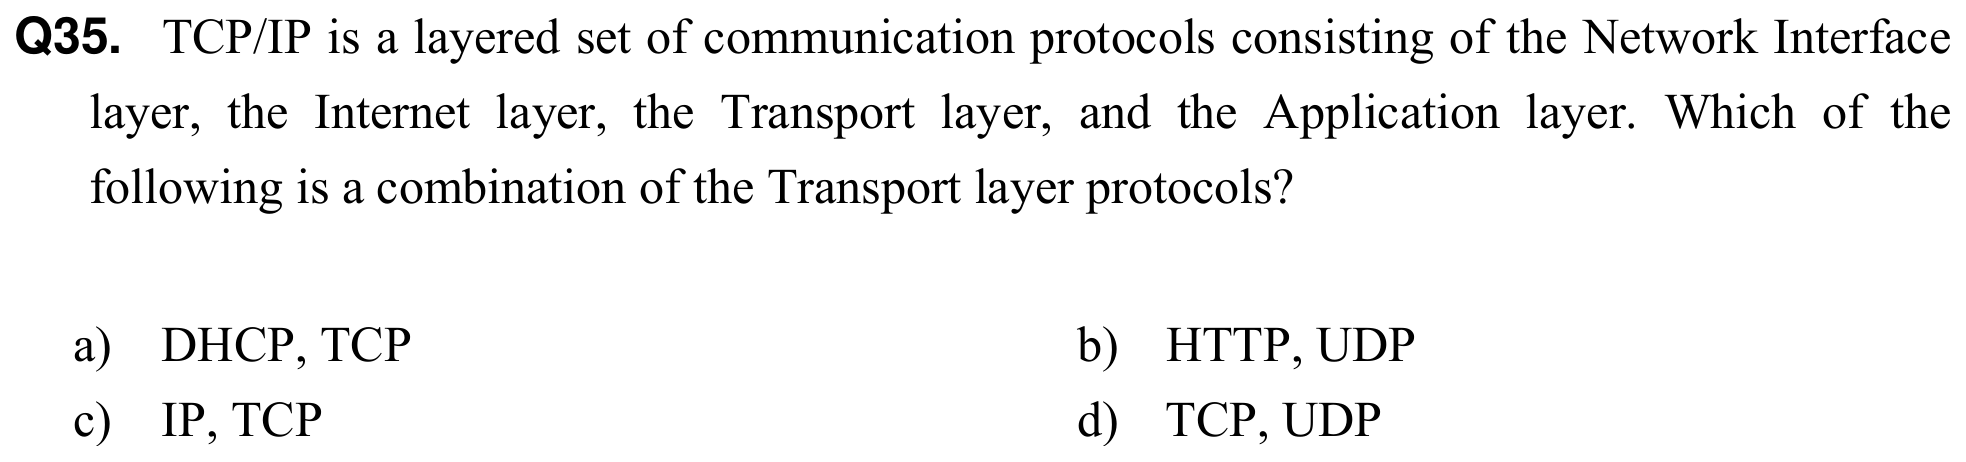 Q35. TCP/IP is a layered set of communication protocols consisting of the Network Interface
layer, the Internet layer, the Transport layer, and the Application layer. Which of the
following is a combination of the Transport layer protocols?
a) DHCP, TCP b) HTTP, UDP
c) IP, TCP d) TCP, UDP